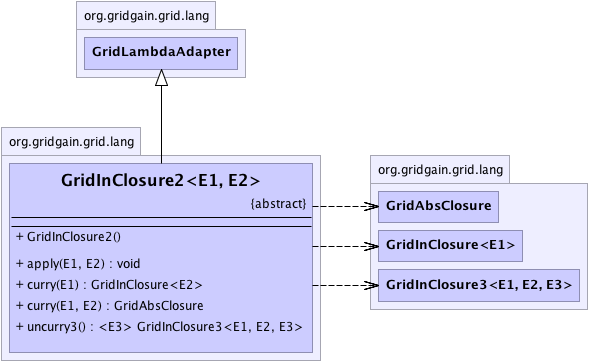 org.gridgain.grid.lang
GridLambdaAdapter
org.gridgain.grid.lang
GridInClosure2<E1, E2>
{abstract}
+ GridInClosure2()
+ apply(E1, E2) : void
+ curry(E1) : GridInClosure<E2>
+ curry(E1, E2) : GridAbsClosure
+ uncurry3() : <E3> GridInClosure3<E1, E2, E3>
org.gridgain.grid.lang
GridAbsClosure
GridInClosure<E1>
GridInClosure3<E1, E2, E3>